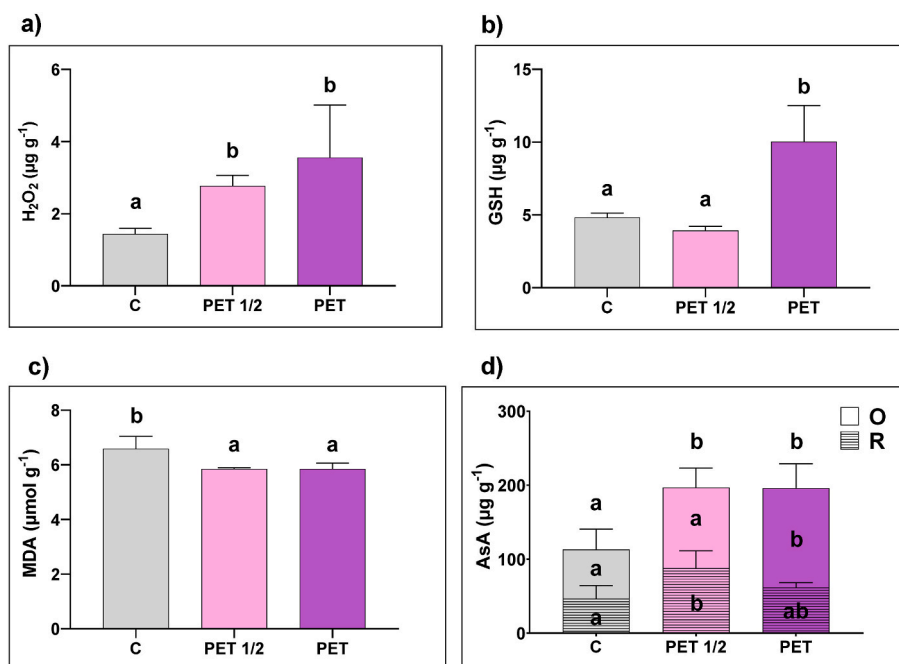 a)
H₂O₂ (µg g⁻¹)
6
4
2
0
a
b
b
C
PET 1/2
PET
b)
GSH (µg g⁻¹)
15
10
5
0
a
a
b
C
PET 1/2
PET
c)
MDA (µmol g⁻¹)
8
6
4
2
0
b
a
a
C
PET 1/2
PET
d)
AsA (µg g⁻¹)
300
200
100
0
O
R
a
b
b
a
a
b
a
b
ab
C
PET 1/2
PET